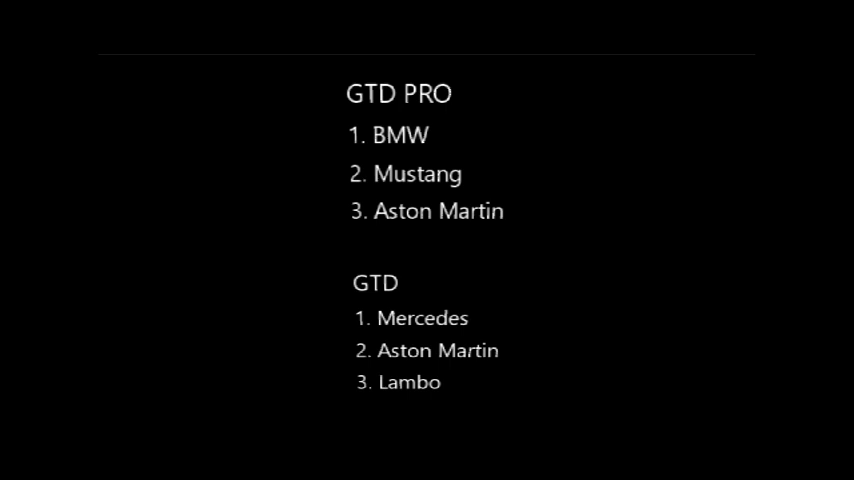 GTD PRO
1. BMW
2. Mustang
3. Aston Martin
GTD
1. Mercedes
2. Aston Martin
3. Lambo